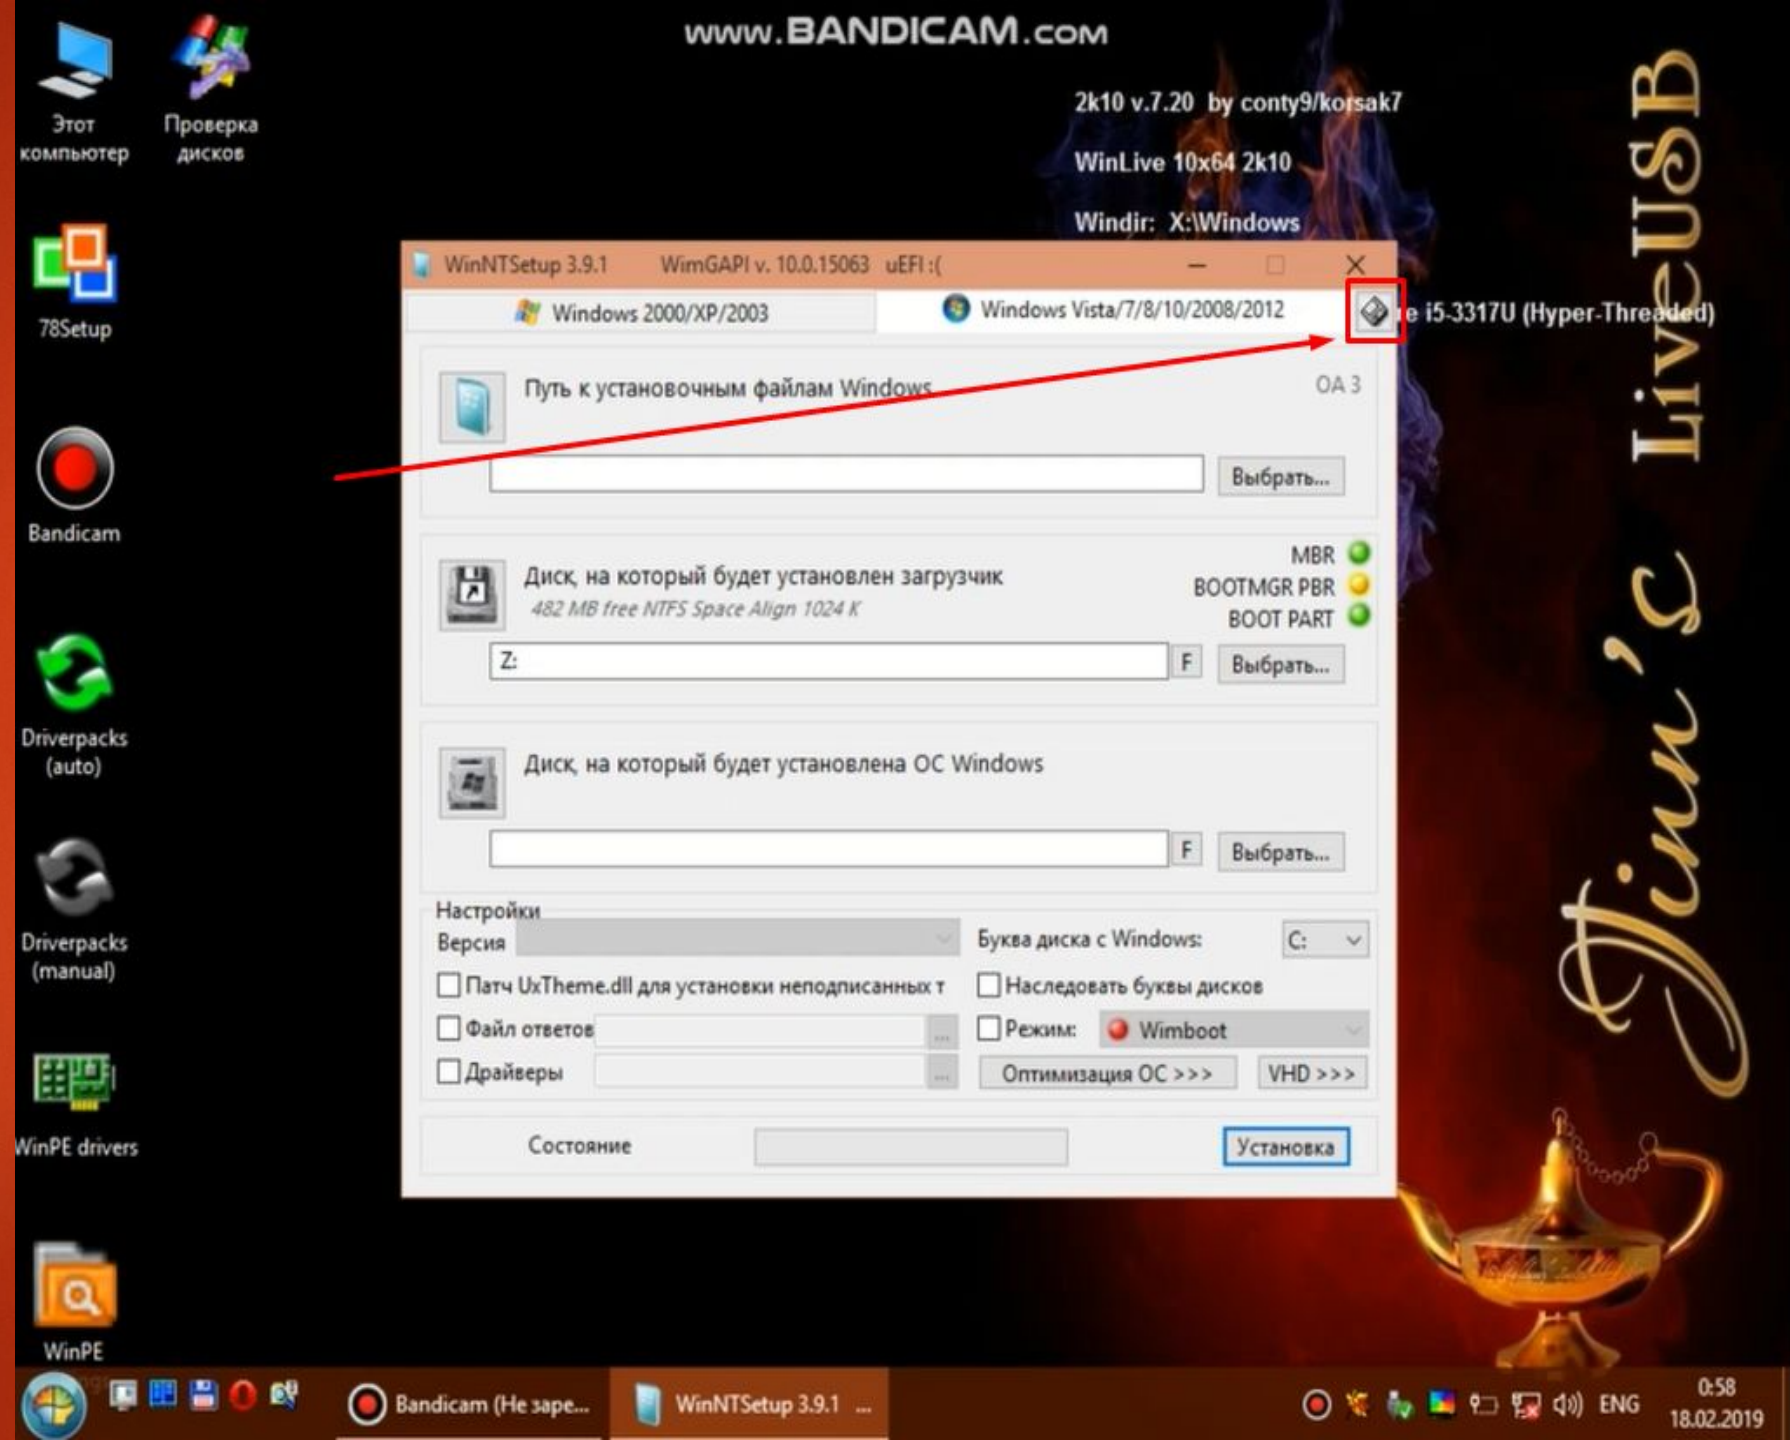 www.BANDICAM.com
Этот
компьютер
Проверка
дисков
2k10 v.7.20 by conty9/korsak7
WinLive 10x64 2k10
Windir: X:\Windows
e i5-3317U (Hyper-Threaded)
Jinn's LiveUSB
78Setup
Bandicam
Driverpacks
(auto)
Driverpacks
(manual)
WinPE drivers
WinPE
WinNTSetup 3.9.1 WimGAPI v. 10.0.15063 uEFI :(
Windows 2000/XP/2003
Windows Vista/7/8/10/2008/2012
Путь к установочным файлам Windows
OA 3
Выбрать...
Диск, на который будет установлен загрузчик
482 MB free NTFS Space Align 1024 K
MBR
BOOTMGR PBR
BOOT PART
Z:
F
Выбрать...
Диск, на который будет установлена ОС Windows
F
Выбрать...
Настройки
Версия
Буква диска с Windows:
C:
Патч UxTheme.dll для установки неподписанных т
Наследовать буквы дисков
Файл ответов
...
Режим:
Wimboot
Драйверы
...
Оптимизация ОС >>>
VHD >>>
Состояние
Установка
Bandicam (Не заре...
WinNTSetup 3.9.1 ...
ENG
0:58
18.02.2019